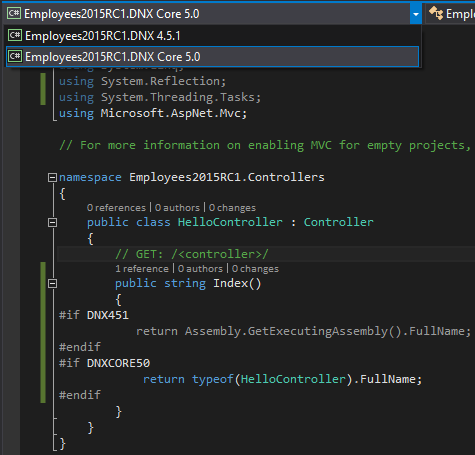 Employees2015RC1.DNX Core 5.0
Emplo
Employees2015RC1.DNX 4.5.1
Employees2015RC1.DNX Core 5.0
using System.Reflection;
using System.Threading.Tasks;
using Microsoft.AspNet.Mvc;
// For more information on enabling MVC for empty projects,
namespace Employees2015RC1.Controllers
{
0 references | 0 authors | 0 changes
public class HelloController : Controller
{
// GET: /<controller>/
1 reference | 0 authors | 0 changes
public string Index()
{
#if DNX451
return Assembly.GetExecutingAssembly().FullName;
#endif
#if DNXCORE50
return typeof(HelloController).FullName;
#endif
}
}
}